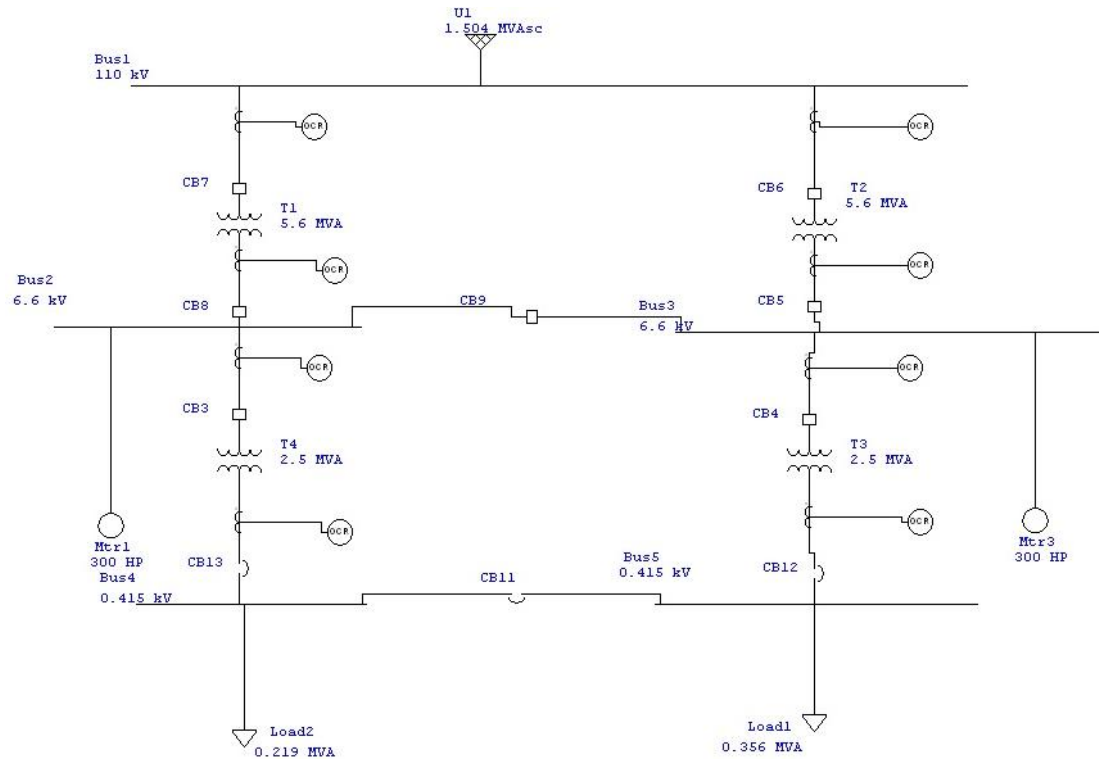 U1
1.504 MVAsc
Bus1
110 kV
OCR
OCR
CB7
CB6
T1
5.6 MVA
T2
5.6 MVA
OCR
OCR
Bus2
6.6 kV
CB8
CB9
Bus3
6.6 kV
CB5
OCR
OCR
CB3
CB4
T4
2.5 MVA
T3
2.5 MVA
OCR
OCR
Mtr1
300 HP
Mtr3
300 HP
CB13
Bus4
0.415 kV
CB11
Bus5
0.415 kV
CB12
Load2
0.219 MVA
Load1
0.356 MVA